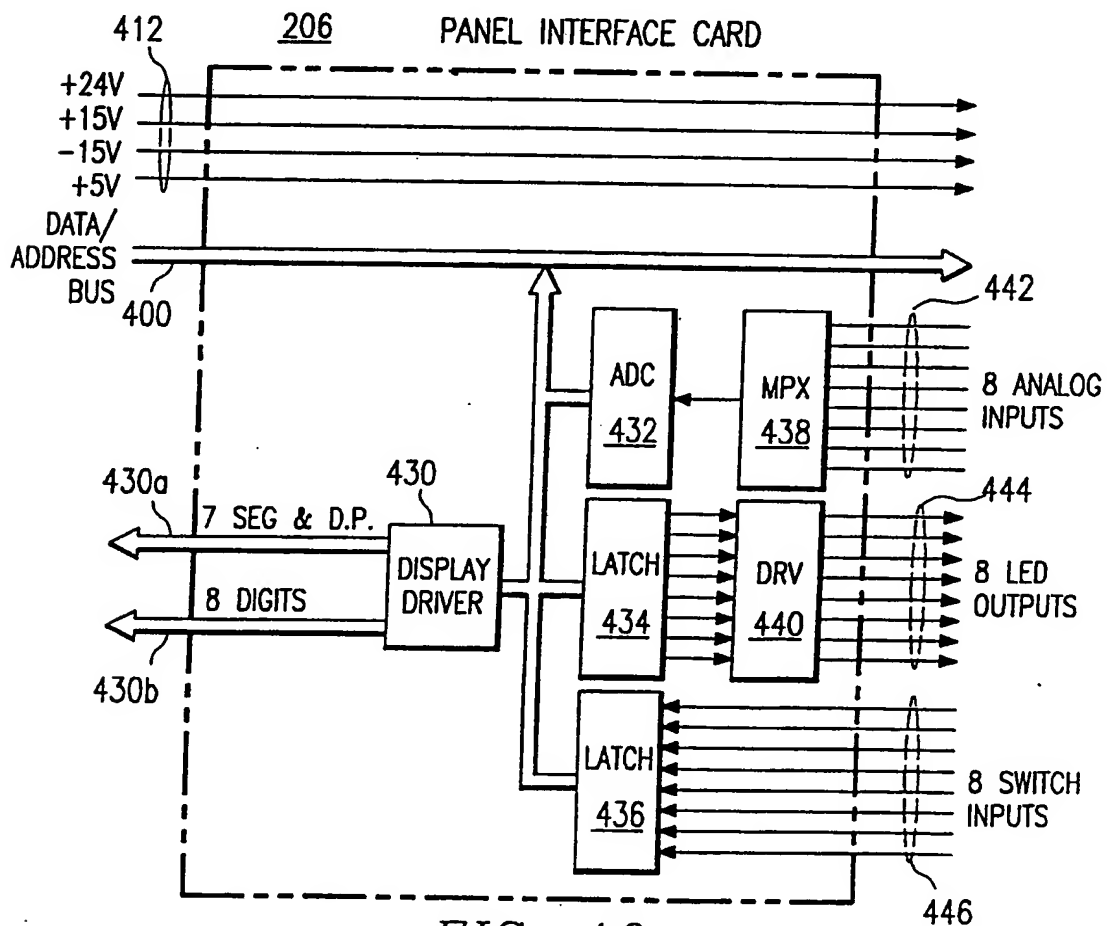 412
206 PANEL INTERFACE CARD
+24V
+15V
-15V
+5V
DATA/
ADDRESS
BUS
400
442
ADC
432
MPX
438
8 ANALOG
INPUTS
430a
430
7 SEG & D.P.
DISPLAY
DRIVER
8 DIGITS
430b
444
LATCH
434
DRV
440
8 LED
OUTPUTS
LATCH
436
8 SWITCH
INPUTS
446